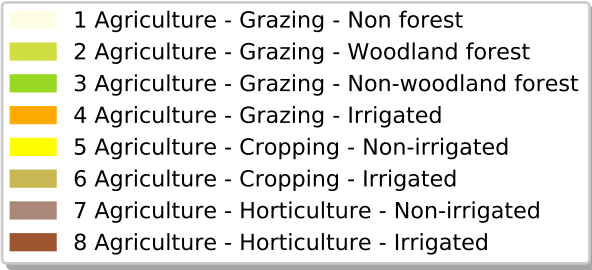 1 Agriculture - Grazing - Non forest
2 Agriculture - Grazing - Woodland forest
3 Agriculture - Grazing - Non-woodland forest
4 Agriculture - Grazing - Irrigated
5 Agriculture - Cropping - Non-irrigated
6 Agriculture - Cropping - Irrigated
7 Agriculture - Horticulture - Non-irrigated
8 Agriculture - Horticulture - Irrigated